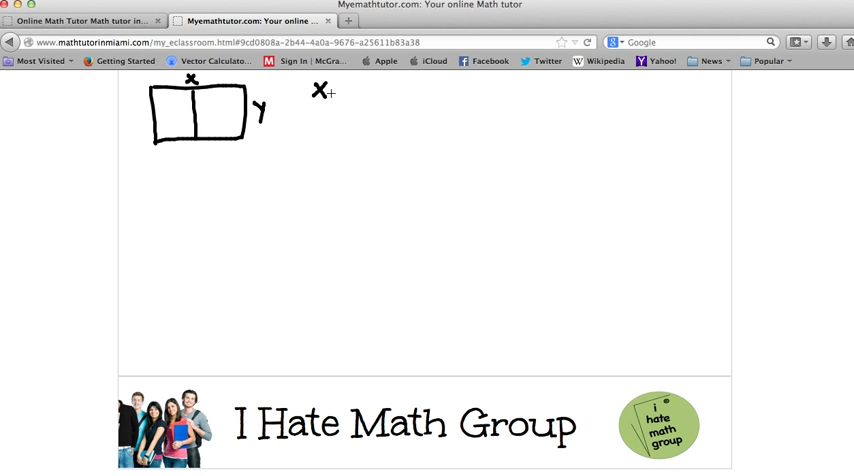 Myemathtutor.com: Your online Math tutor
Online Math Tutor Math tutor in...
Myemathtutor.com: Your online ...
www.mathtutorinmiami.com/my_eclassroom.html#9cd0808a-2b44-4a0a-9676-a25611b83a38
Google
Most Visited
Getting Started
Vector Calculato...
Sign In | McGra...
Apple
iCloud
Facebook
Twitter
Wikipedia
Yahoo!
News
Popular
x
x
y
I Hate Math Group
i
hate
math
group